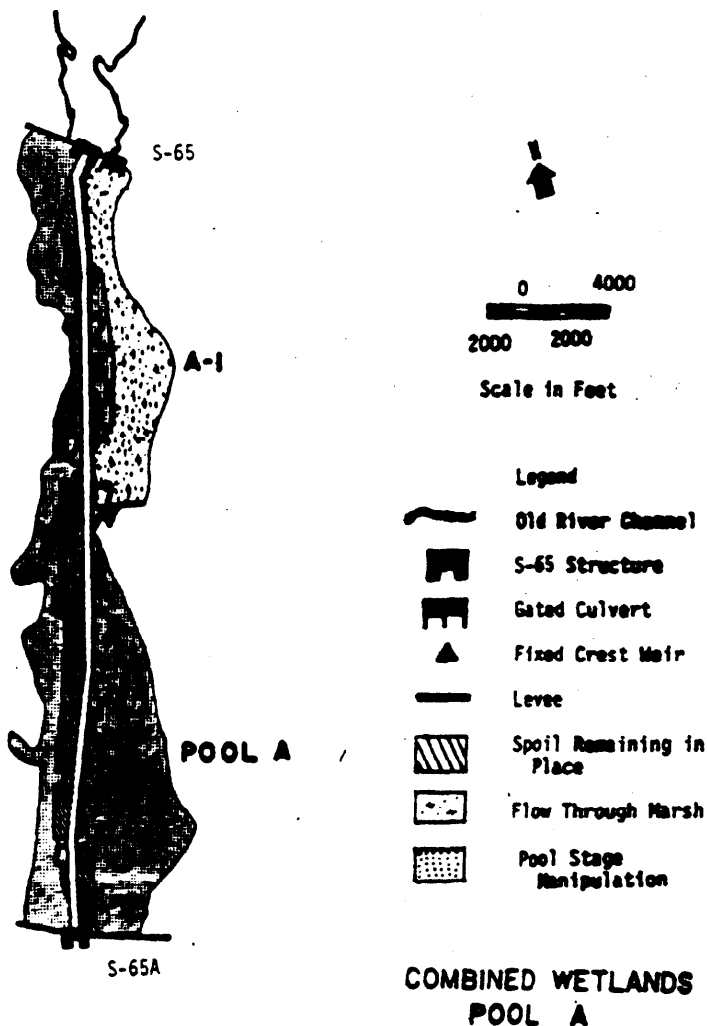 S-65
A-1
POOL A
S-65A
0 4000
2000 2000
Scale in Feet
Legend
Old River Channel
S-65 Structure
Gated Culvert
Fixed Crest Weir
Levee
Spoil Remaining in
Place
Flow Through Marsh
Pool Stage
Manipulation
COMBINED WETLANDS
POOL A